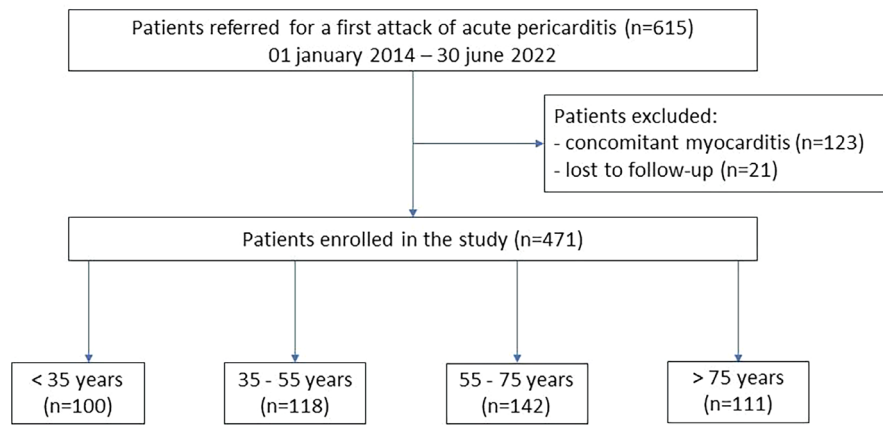 Patients referred for a first attack of acute pericarditis (n=615)
01 january 2014 – 30 june 2022
Patients excluded:
- concomitant myocarditis (n=123)
- lost to follow-up (n=21)
Patients enrolled in the study (n=471)
< 35 years
(n=100)
35 - 55 years
(n=118)
55 - 75 years
(n=142)
> 75 years
(n=111)